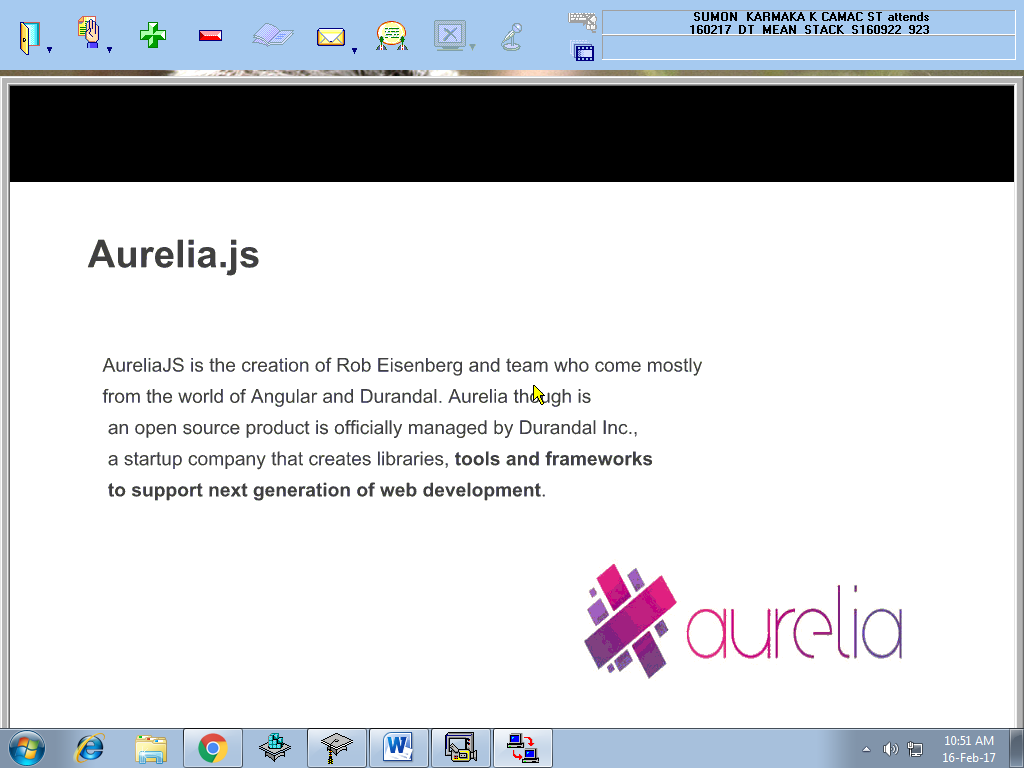 SUMON KARMAKA K CAMAC ST attends
160217 DT MEAN STACK S160922 923
Aurelia.js
AureliaJS is the creation of Rob Eisenberg and team who come mostly
from the world of Angular and Durandal. Aurelia though is
an open source product is officially managed by Durandal Inc.,
a startup company that creates libraries, tools and frameworks
to support next generation of web development.
aurelia
10:51 AM
16-Feb-17